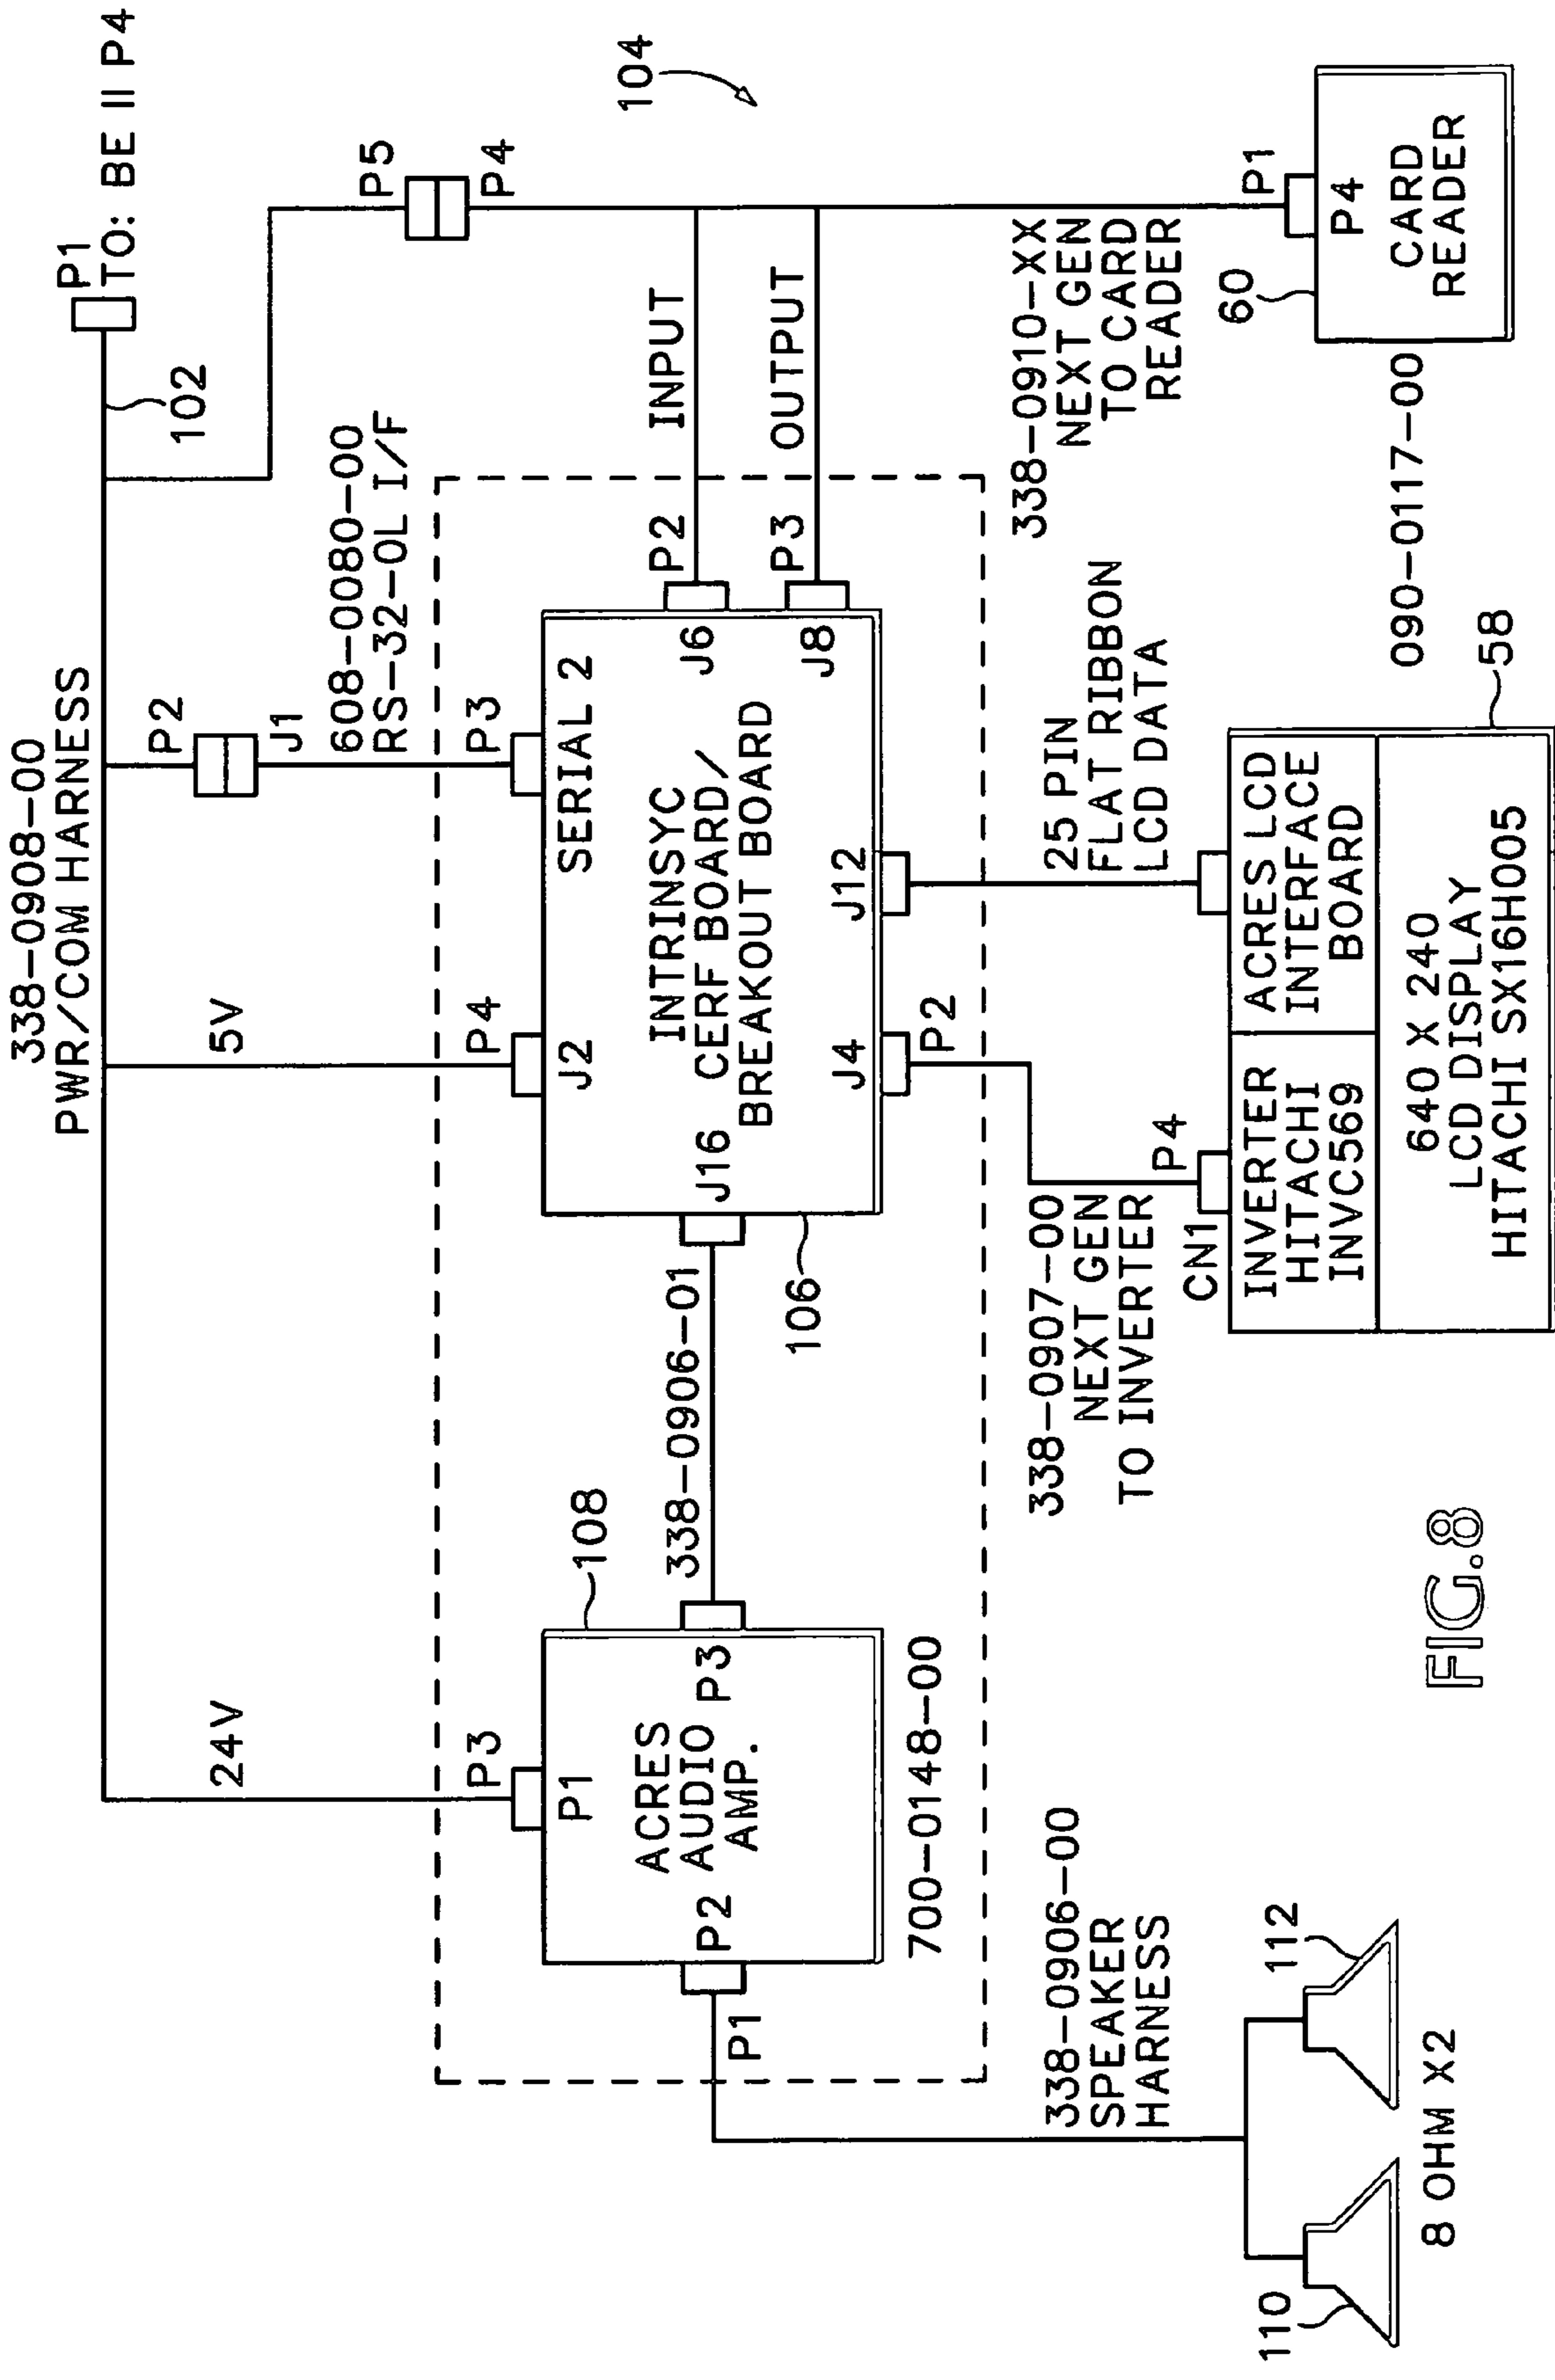 338-0908-00
PWR/COM HARNESS
P1
TO: BE II P4
102
24V
5V
P2
J1
608-0080-00
RS-32-0L I/F
P5
P4
104
P3
P1
ACRES
AUDIO
AMP.
P2
P3
P1
108
700-0148-00
338-0906-01
P4
J2
P3
SERIAL 2
J16
INTRINSYC
CERF BOARD/
BREAKOUT BOARD
J6
J8
J4
J12
106
P2
INPUT
P3
OUTPUT
P2
338-0906-00
SPEAKER
HARNESS
110
112
8 OHM X2
338-0907-00
NEXT GEN
TO INVERTER
CN1
P4
25 PIN
FLAT RIBBON
LCD DATA
INVERTER
HITACHI
INVC569
ACRES LCD
INTERFACE
BOARD
640 X 240
LCD DISPLAY
HITACHI SX16H005
58
338-0910-XX
NEXT GEN
TO CARD
READER
60
P1
P4
CARD
READER
090-0117-00
FIG.8